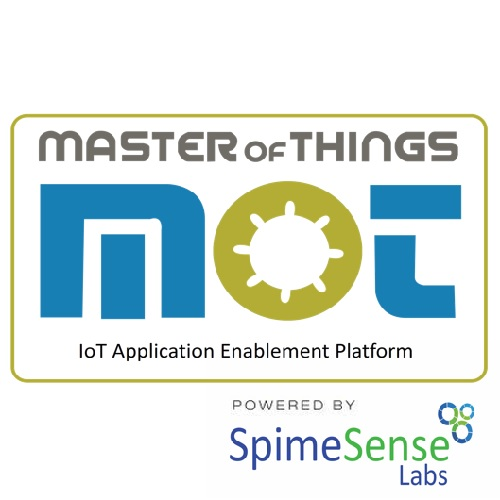 MASTER OF THINGS
MOT
IoT Application Enablement Platform
POWERED BY
SpimeSense
Labs